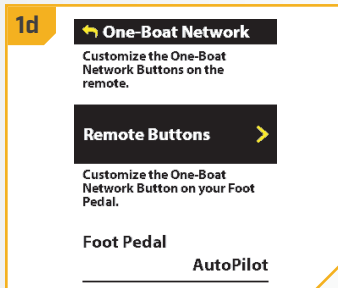 1d
One-Boat Network
Customize the One-Boat
Network Buttons on the
remote.
Remote Buttons
Customize the One-Boat
Network Button on your Foot
Pedal.
Foot Pedal
AutoPilot